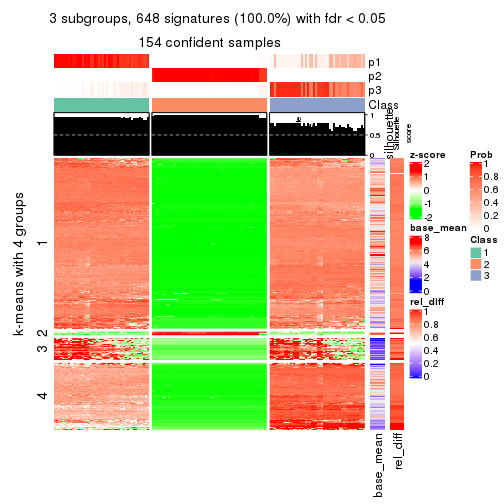 3 subgroups, 648 signatures (100.0%) with fdr < 0.05
154 confident samples
p1
p2
p3
Class
1
0.5
0
silhouette
Silhouette
score
k-means with 4 groups
1
2
3
4
base_mean
rel_diff
z-score
2
1
0
-1
-2
base_mean
8
6
4
2
0
rel_diff
1
0.8
0.6
0.4
0.2
0
Prob
1
0.8
0.6
0.4
0.2
0
Class
1
2
3